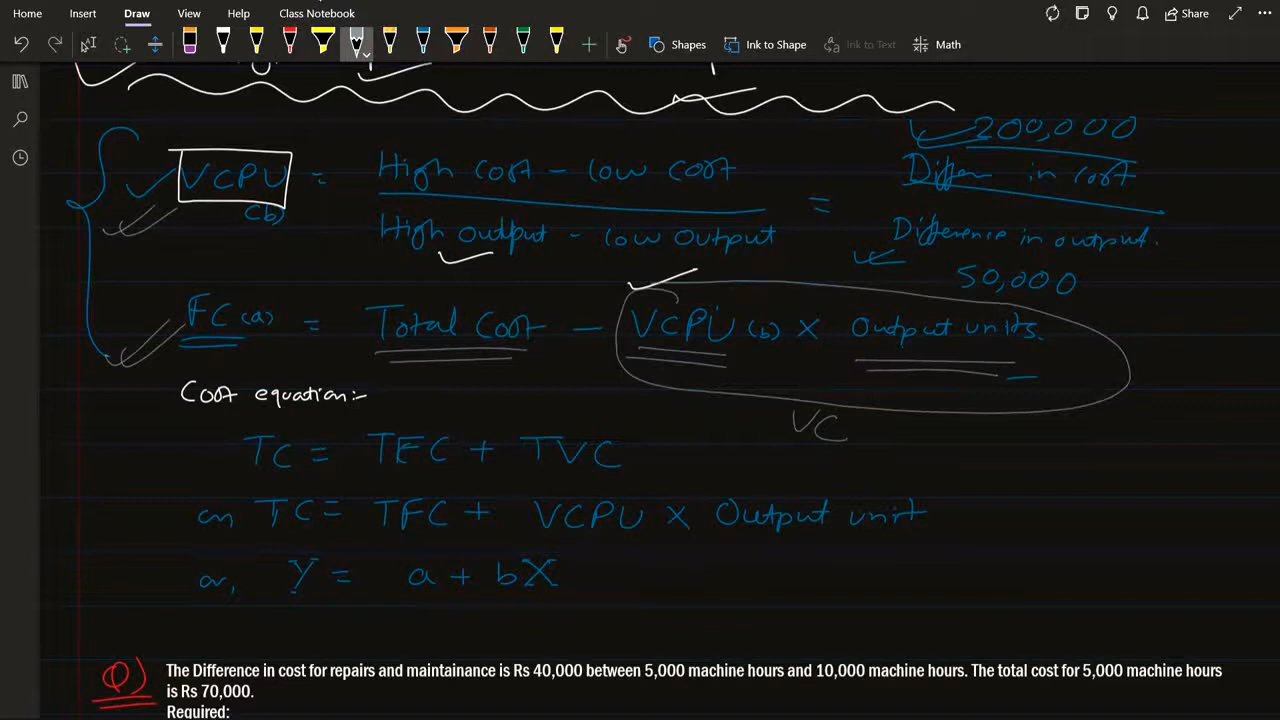 Home Insert Draw View Help Class Notebook Share
Shapes Ink to Shape Ink to Text Math
200,000
VCPU (b) = High Cost - low Cost / High output - low output = Differn in cost / Difference in output.
50,000
FC (a) = Total Cost - VCPU (b) X Output units.
VC
Cost equation:-
TC = TFC + TVC
or, TC = TFC + VCPU X Output unit
or, Y = a + bX
Q) The Difference in cost for repairs and maintainance is Rs 40,000 between 5,000 machine hours and 10,000 machine hours. The total cost for 5,000 machine hours
is Rs 70,000.
Required: